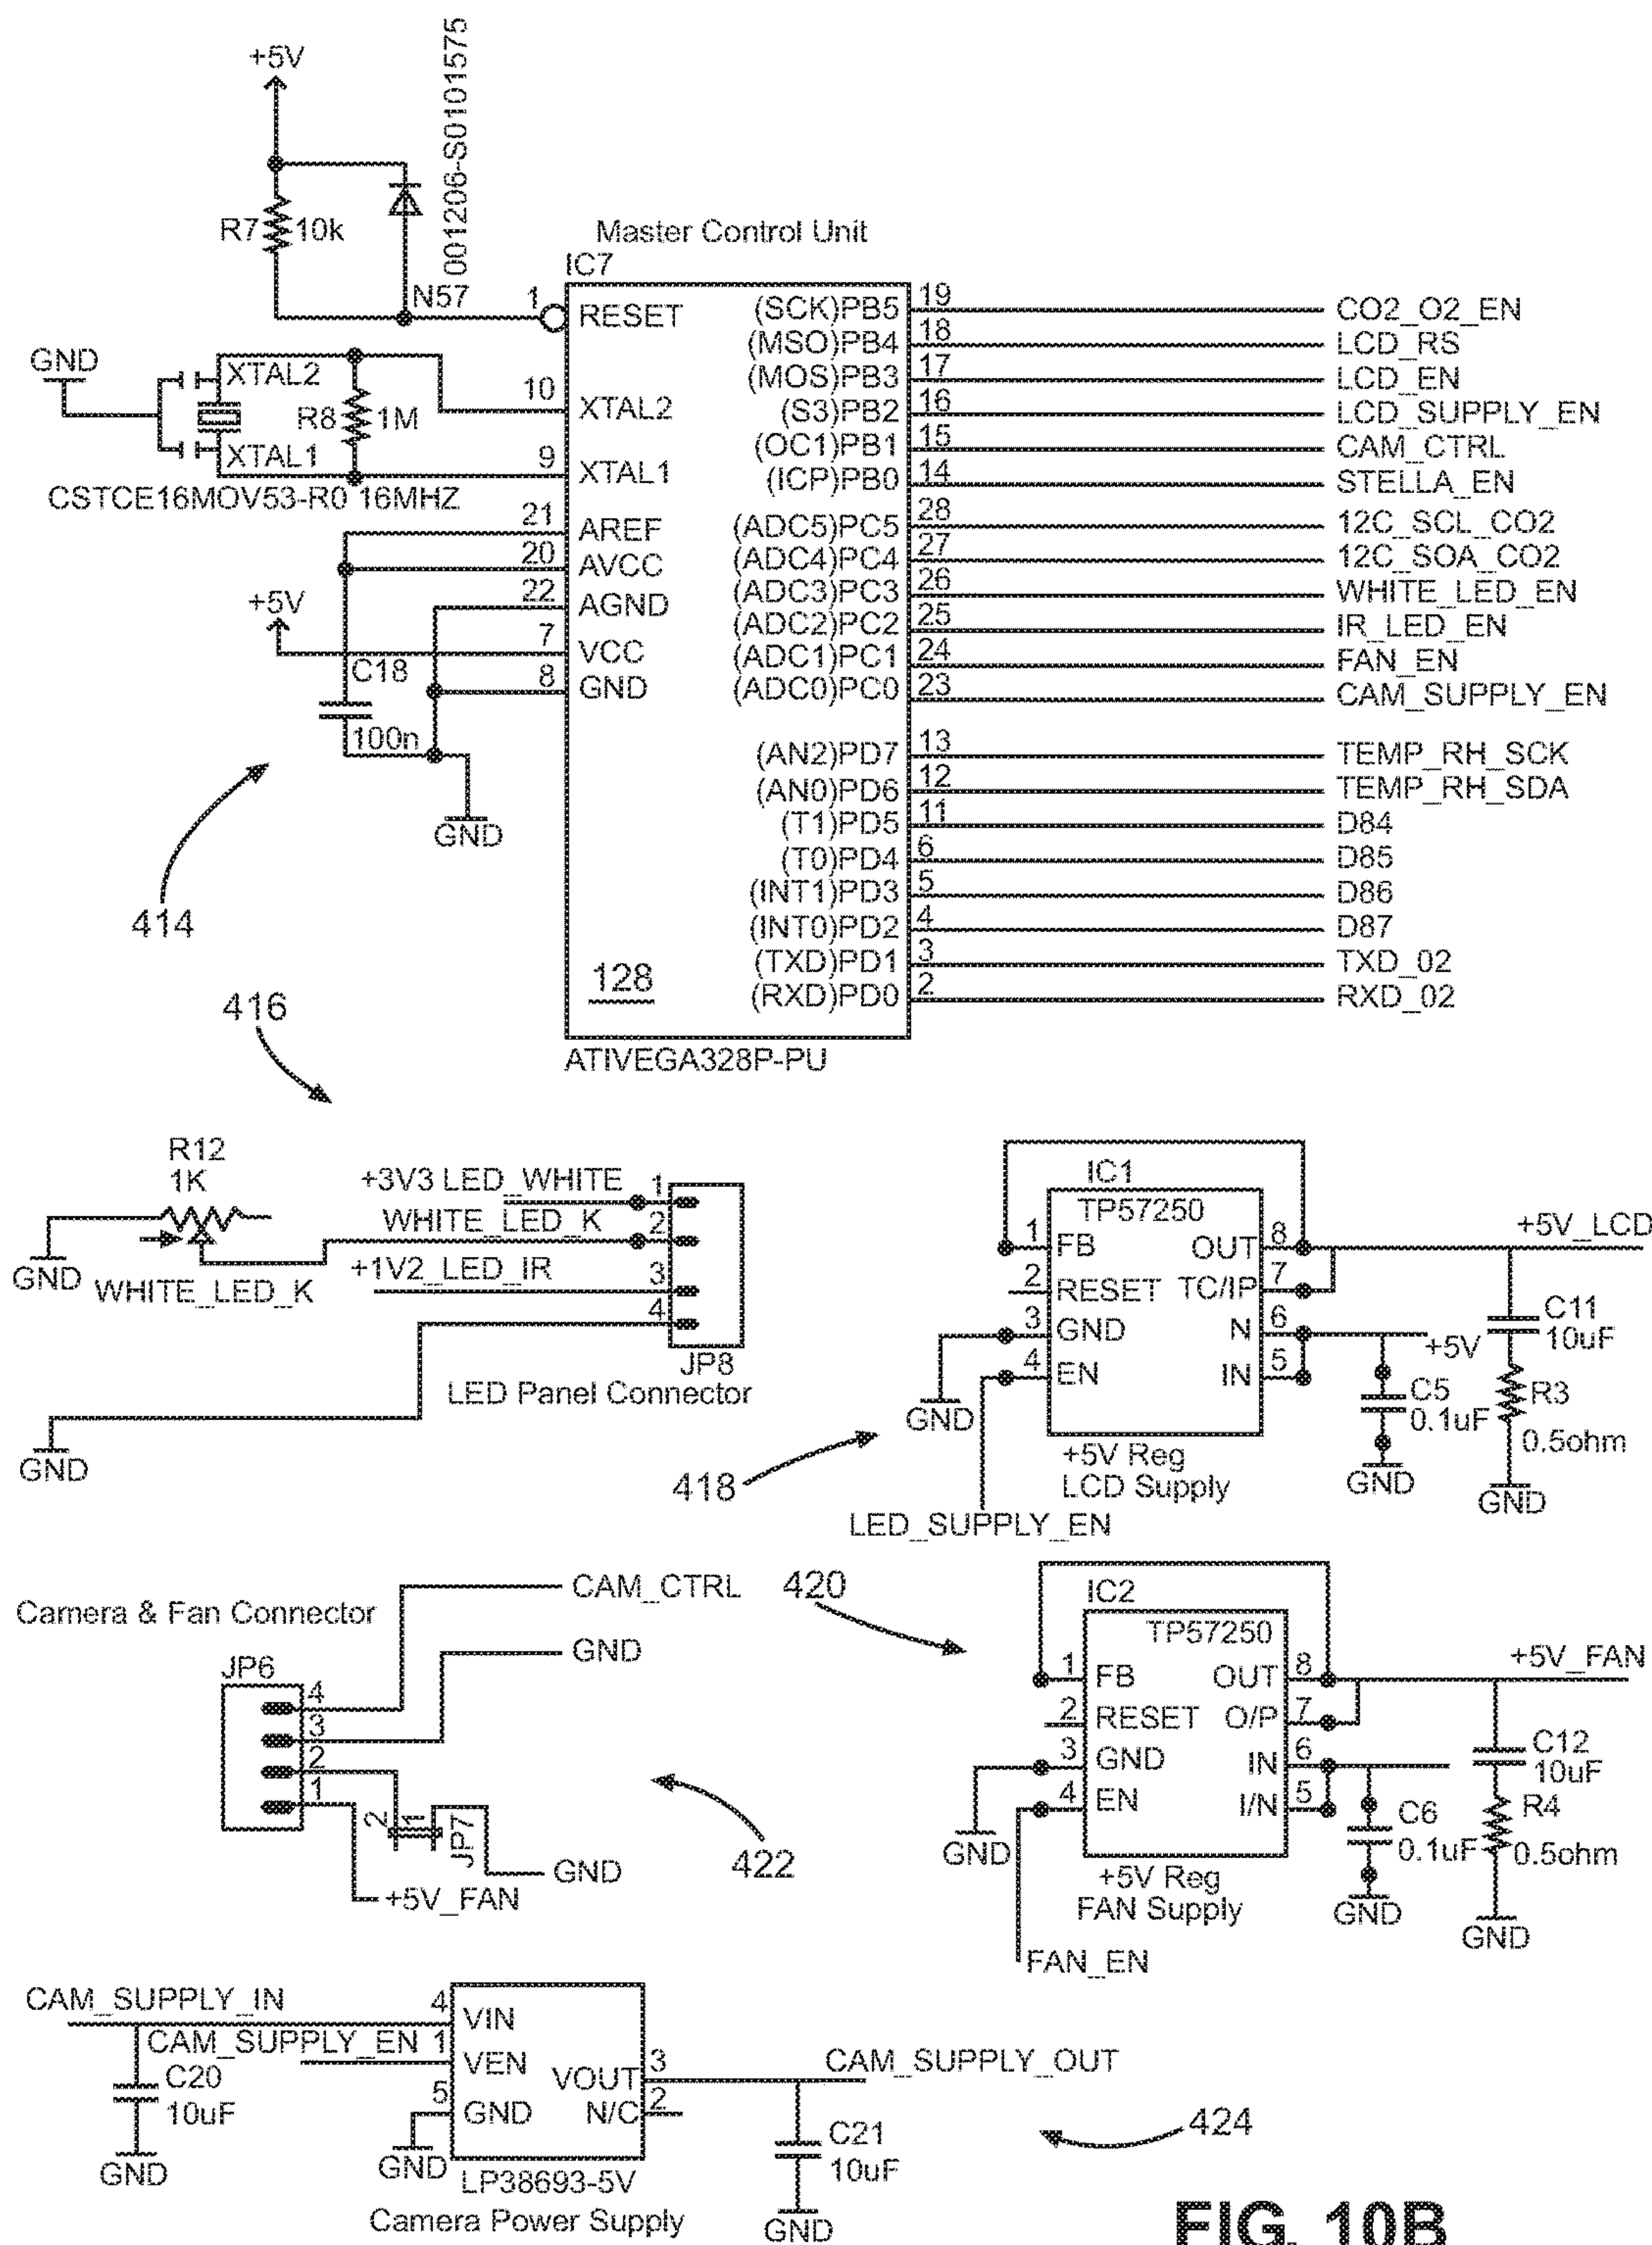 +5V
001206-S0101575
R7 10k
N57
Master Control Unit
IC7
1 RESET
GND
XTAL2
R8 1M
XTAL1
10 XTAL2
9 XTAL1
CSTCE16MOV53-R0 16MHZ
21 AREF
20 AVCC
22 AGND
+5V
7 VCC
C18
8 GND
100n
GND
(SCK)PB5 19 CO2_O2_EN
(MSO)PB4 18 LCD_RS
(MOS)PB3 17 LCD_EN
(S3)PB2 16 LCD_SUPPLY_EN
(OC1)PB1 15 CAM_CTRL
(ICP)PB0 14 STELLA_EN
(ADC5)PC5 28 12C_SCL_CO2
(ADC4)PC4 27 12C_SOA_CO2
(ADC3)PC3 26 WHITE_LED_EN
(ADC2)PC2 25 IR_LED_EN
(ADC1)PC1 24 FAN_EN
(ADC0)PC0 23 CAM_SUPPLY_EN
(AN2)PD7 13 TEMP_RH_SCK
(AN0)PD6 12 TEMP_RH_SDA
(T1)PD5 11 D84
(T0)PD4 6 D85
(INT1)PD3 5 D86
(INT0)PD2 4 D87
(TXD)PD1 3 TXD_02
(RXD)PD0 2 RXD_02
128
ATIVEGA328P-PU
414
416
R12
1K
GND
WHITE_LED_K
+3V3 LED_WHITE 1
WHITE_LED_K 2
+1V2_LED_IR 3
4
JP8
LED Panel Connector
GND
418
IC1
TP57250
1 FB OUT 8
2 RESET TC/IP 7
3 GND N 6
4 EN IN 5
+5V_LCD
C11
10uF
+5V
C5
0.1uF
R3
0.5ohm
GND
GND
GND
+5V Reg
LCD Supply
LED_SUPPLY_EN
Camera & Fan Connector
CAM_CTRL
GND
JP6
4
3
2
1
2
1
JP7
GND
+5V_FAN
422
420
IC2
TP57250
1 FB OUT 8
2 RESET O/P 7
3 GND IN 6
4 EN I/N 5
+5V_FAN
C12
10uF
C6
0.1uF
R4
0.5ohm
GND
GND
GND
+5V Reg
FAN Supply
FAN_EN
CAM_SUPPLY_IN 4 VIN
CAM_SUPPLY_EN 1 VEN
C20
10uF
GND
5 GND
GND
VOUT 3 CAM_SUPPLY_OUT
N/C 2
C21
10uF
GND
LP38693-5V
Camera Power Supply
424
FIG. 10B